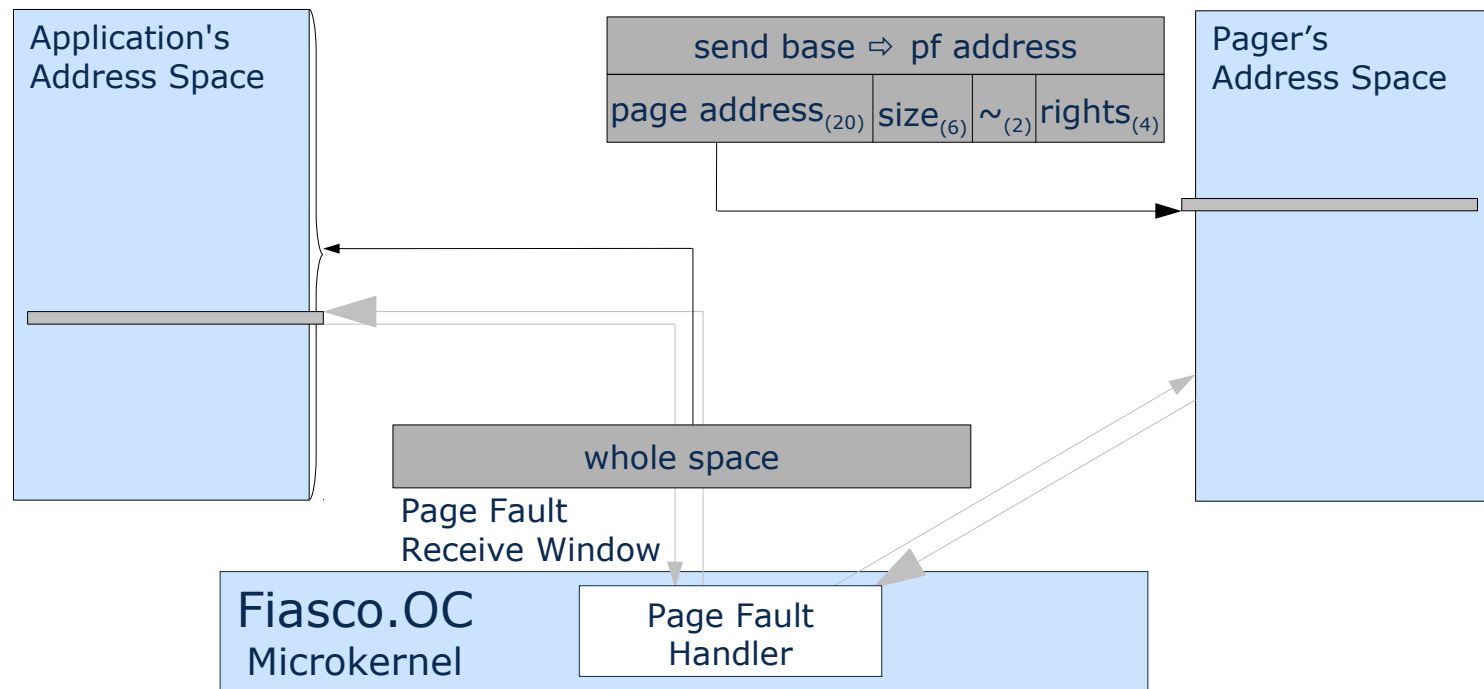 Application's
Address Space
send base ⇨ pf address
page address(20) size(6) ~(2) rights(4)
Pager’s
Address Space
whole space
Page Fault
Receive Window
Fiasco.OC
Microkernel
Page Fault
Handler